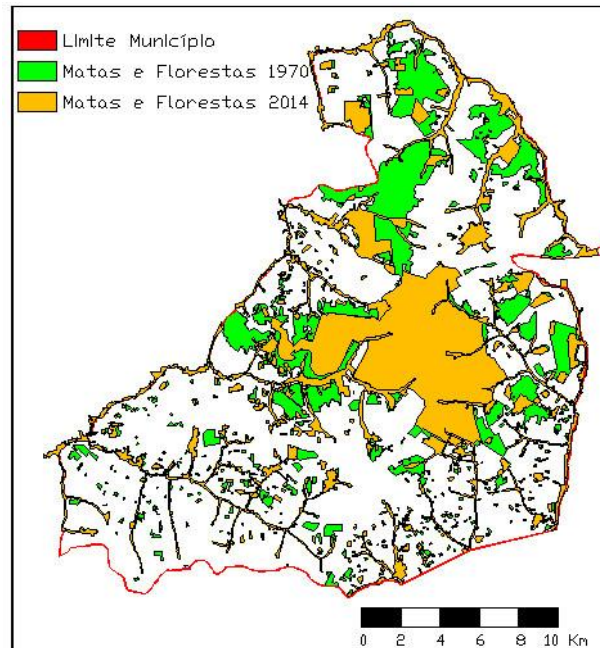 Limite Município
Matas e Florestas 1970
Matas e Florestas 2014
0 2 4 6 8 10 Km